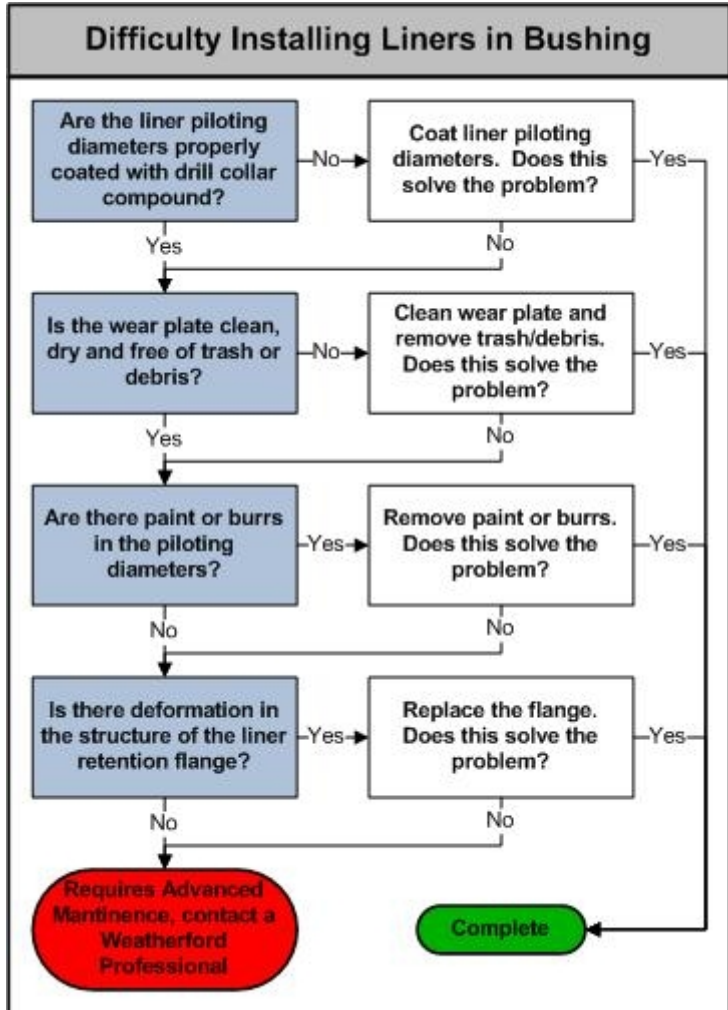 Difficulty Installing Liners in Bushing
Are the liner piloting
diameters properly
coated with drill collar
compound?
No
Coat liner piloting
diameters. Does this
solve the problem?
Yes
Yes
No
Is the wear plate clean,
dry and free of trash or
debris?
No
Clean wear plate and
remove trash/debris.
Does this solve the
problem?
Yes
Yes
No
Are there paint or burrs
in the piloting
diameters?
Yes
Remove paint or burrs.
Does this solve the
problem?
Yes
No
No
Is there deformation in
the structure of the liner
retention flange?
Yes
Replace the flange.
Does this solve the
problem?
Yes
No
No
Requires Advanced
Mantinence, contact a
Weatherford
Professional
Complete